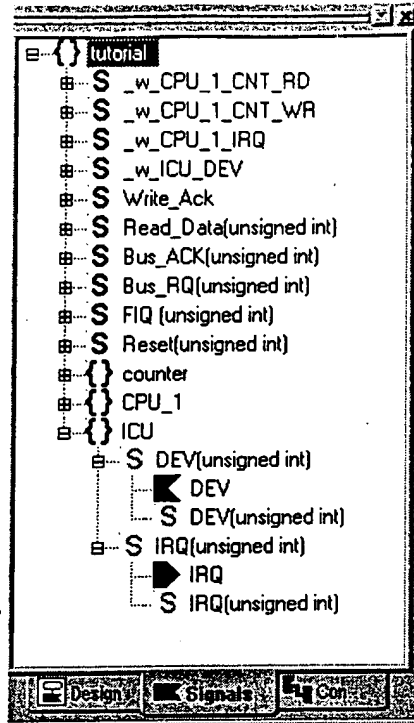 tutorial
S _w_CPU_1_CNT_RD
S _w_CPU_1_CNT_WR
S _w_CPU_1_IRQ
S _w_ICU_DEV
S Write_Ack
S Read_Data(unsigned int)
S Bus_ACK(unsigned int)
S Bus_RQ(unsigned int)
S FIQ (unsigned int)
S Reset(unsigned int)
{} counter
{} CPU_1
{} ICU
S DEV(unsigned int)
DEV
S DEV(unsigned int)
S IRQ(unsigned int)
IRQ
S IRQ(unsigned int)
Design Signals Con